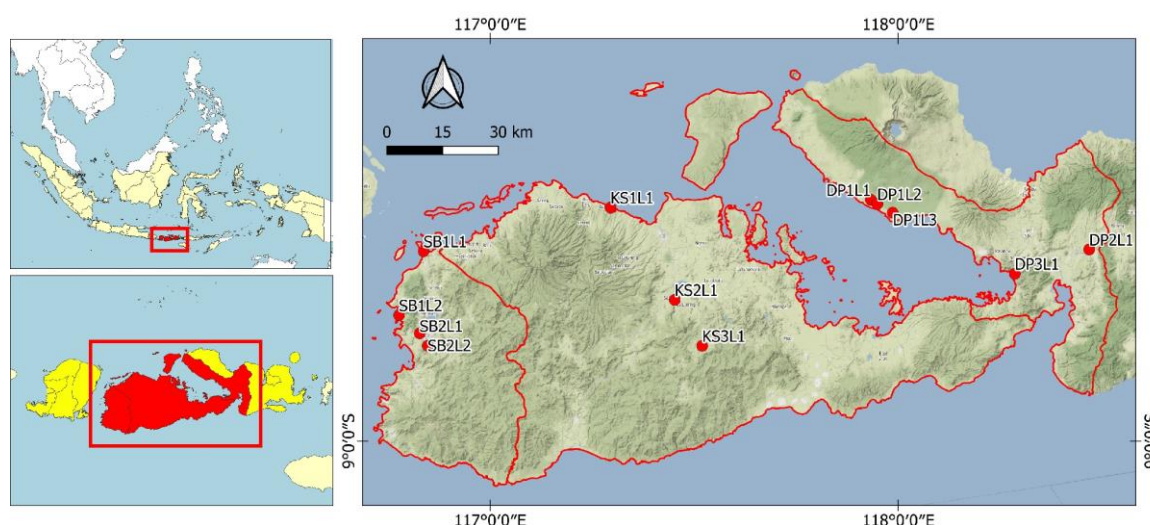 117°0′0″E 118°0′0″E
0 15 30 km
DP1L1 DP1L2
DP1L3
KS1L1
SB1L1
DP2L1
DP3L1
KS2L1
SB1L2
SB2L1
SB2L2
KS3L1
9°0′0″S 9°0′0″S
117°0′0″E 118°0′0″E